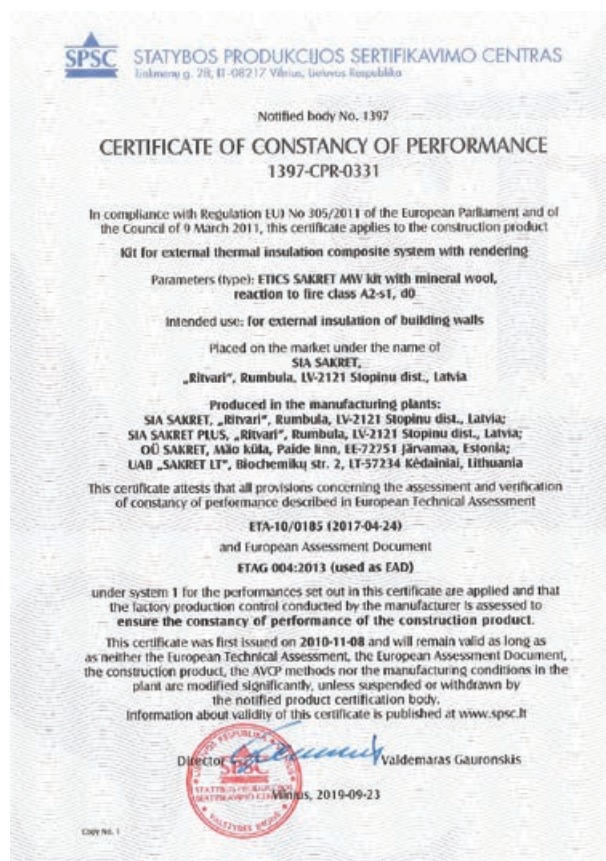 SPSC
STATYBOS PRODUKCIJOS SERTIFIKAVIMO CENTRAS
Linkmenų g. 28, LT-08217 Vilnius, Lietuvos Respublika
Notified body No. 1397
CERTIFICATE OF CONSTANCY OF PERFORMANCE
1397-CPR-0331
In compliance with Regulation EU) No 305/2011 of the European Parliament and of
the Council of 9 March 2011, this certificate applies to the construction product
Kit for external thermal insulation composite system with rendering
Parameters (type): ETICS SAKRET MW kit with mineral wool,
reaction to fire class A2-s1, d0
Intended use: for external insulation of building walls
Placed on the market under the name of
SIA SAKRET,
„Ritvari”, Rumbula, LV-2121 Stopinu dist., Latvia
Produced in the manufacturing plants:
SIA SAKRET, „Ritvari”, Rumbula, LV-2121 Stopinu dist., Latvia;
SIA SAKRET PLUS, „Ritvari”, Rumbula, LV-2121 Stopinu dist., Latvia;
OÜ SAKRET, Mäo küla, Paide linn, EE-72751 Järvamaa, Estonia;
UAB „SAKRET LT”, Biochemikų str. 2, LT-57234 Kėdainiai, Lithuania
This certificate attests that all provisions concerning the assessment and verification
of constancy of performance described in European Technical Assessment
ETA-10/0185 (2017-04-24)
and European Assessment Document
ETAG 004:2013 (used as EAD)
under system 1 for the performances set out in this certificate are applied and that
the factory production control conducted by the manufacturer is assessed to
ensure the constancy of performance of the construction product.
This certificate was first issued on 2010-11-08 and will remain valid as long as
as neither the European Technical Assessment, the European Assessment Document,
the construction product, the AVCP methods nor the manufacturing conditions in the
plant are modified significantly, unless suspended or withdrawn by
the notified product certification body.
Information about validity of this certificate is published at www.spsc.lt
Director
Valdemaras Gauronskis
SPSC
Vilnius, 2019-09-23
Copy No. 1